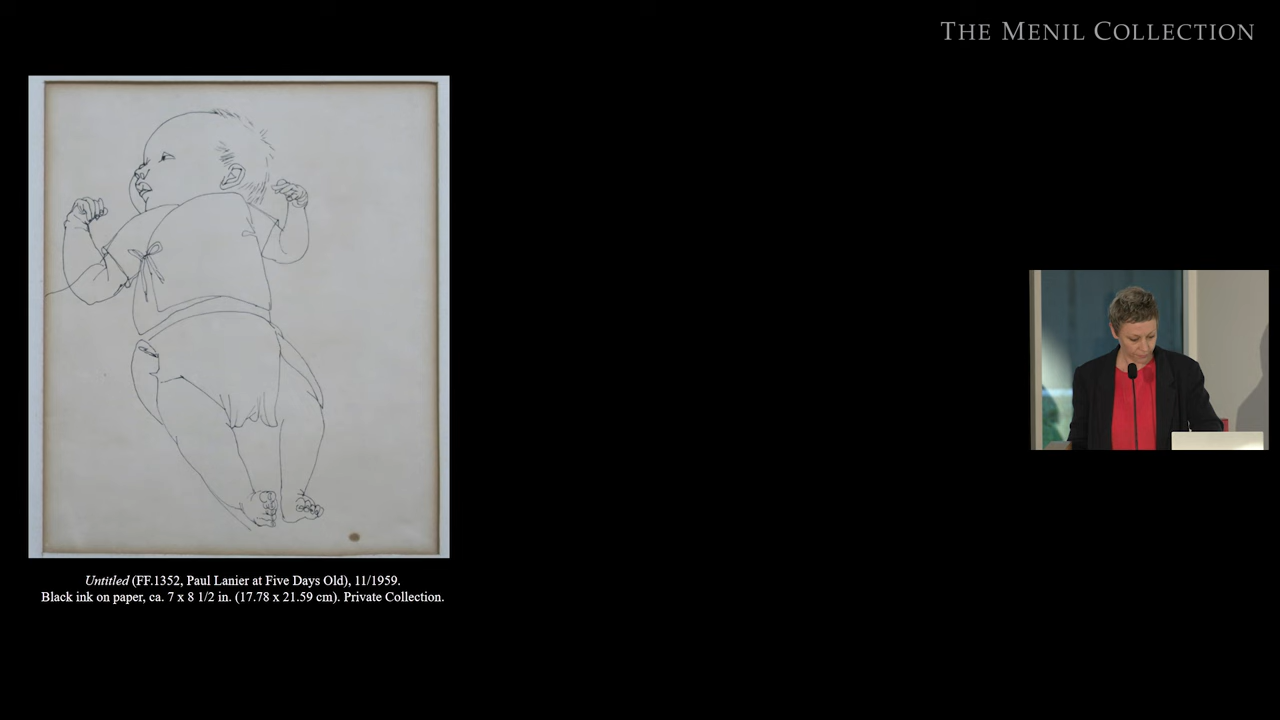 THE MENIL COLLECTION
Untitled (FF.1352, Paul Lanier at Five Days Old), 11/1959.
Black ink on paper, ca. 7 x 8 1/2 in. (17.78 x 21.59 cm). Private Collection.